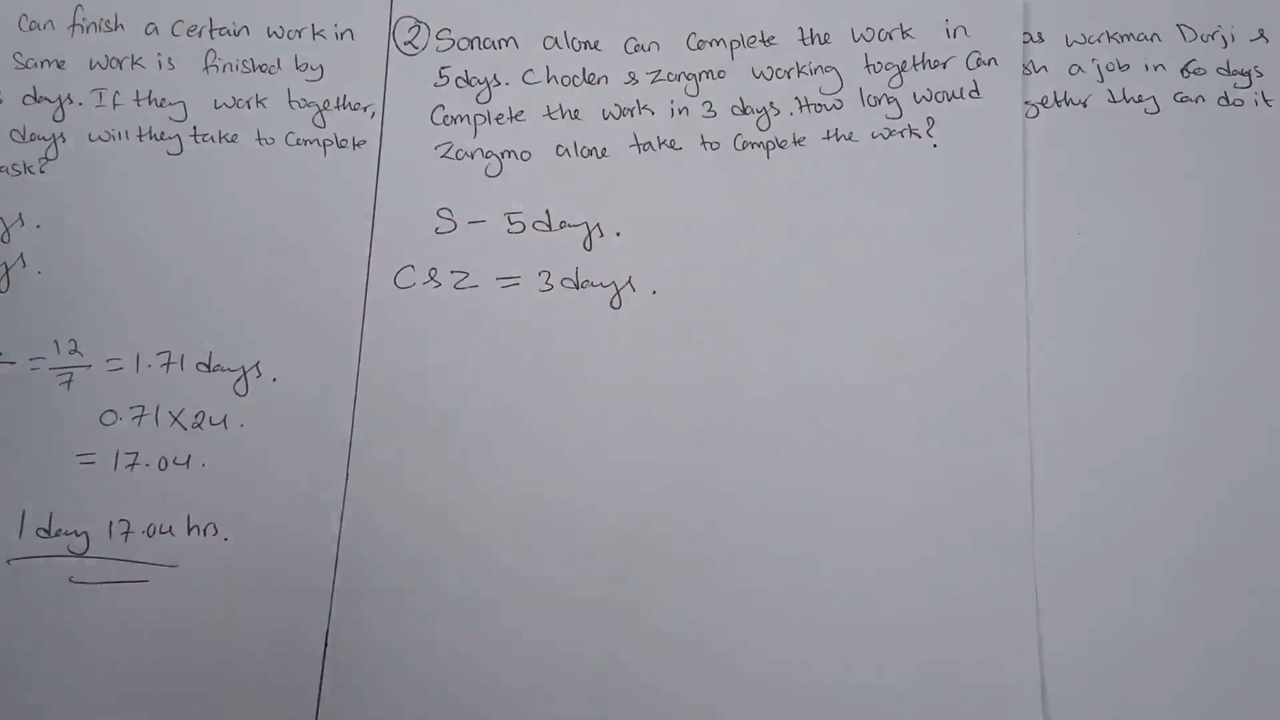 Can finish a certain work in
Same work is finished by
days. If they work together,
days will they take to complete
ask?
ys.
ys.
= 12/7 = 1.71 days.
0.71 X 24.
= 17.04.
1 day 17.04 hrs.
② Sonam alone Can Complete the work in
5 days. Choden & Zangmo working together Can
Complete the work in 3 days. How long would
Zangmo alone take to Complete the work?
S - 5 days.
C & Z = 3 days.
as workman Dorji &
sh a job in 60 days
gether they can do it